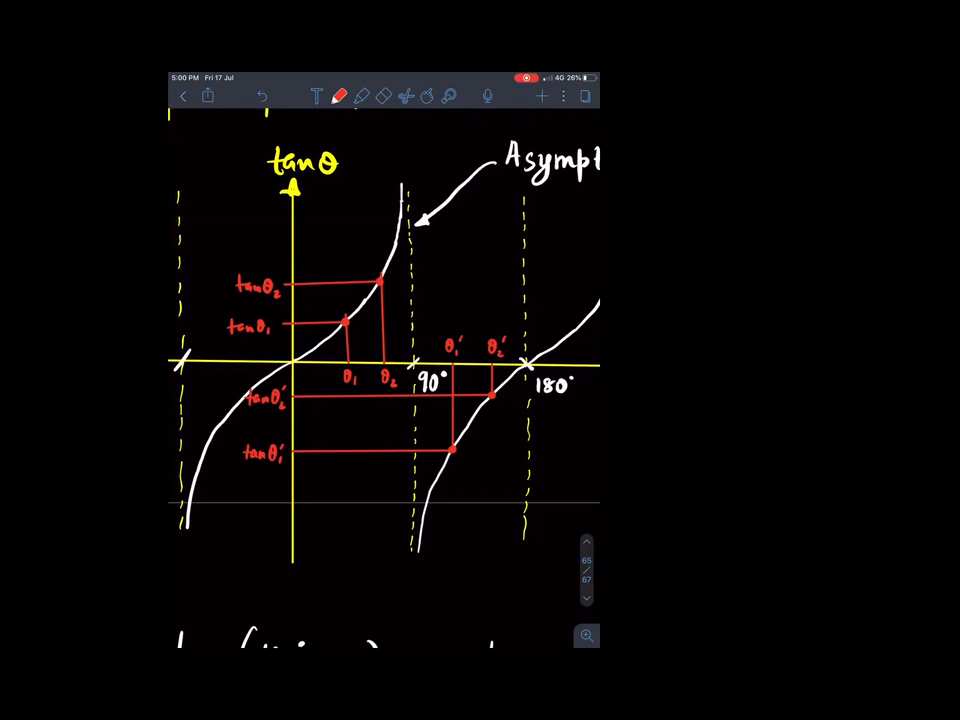 5:00 PM Fri 17 Jul
4G 26%
T
tanθ
Asympt
tanθ₂
tanθ₁
θ₁' θ₂'
θ₁ θ₂ 90° 180°
tanθ₂'
tanθ₁'
65
67